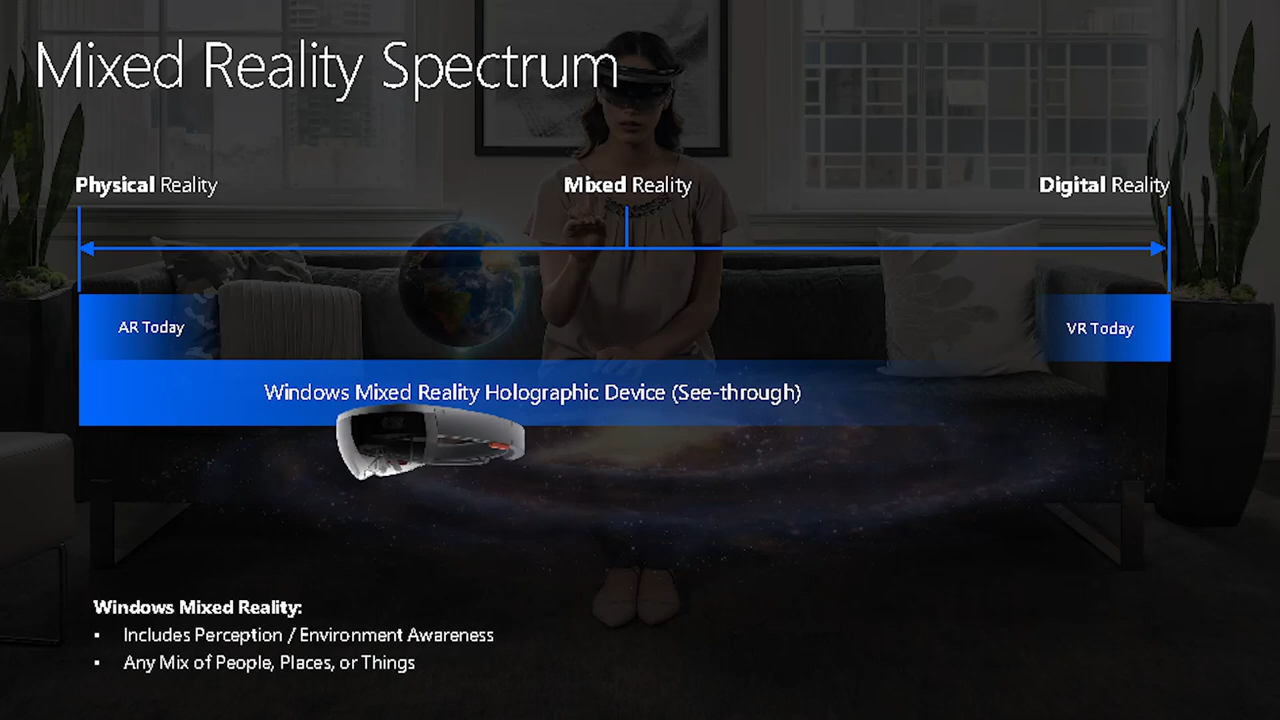 Mixed Reality Spectrum
Physical Reality
Mixed Reality
Digital Reality
AR Today
VR Today
Windows Mixed Reality Holographic Device (See-through)
Windows Mixed Reality:
▪ Includes Perception / Environment Awareness
▪ Any Mix of People, Places, or Things